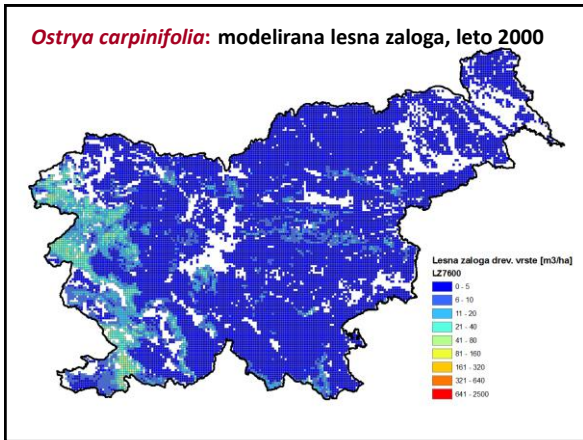 Ostrya carpinifolia: modelirana lesna zaloga, leto 2000
Lesna zaloga drev. vrste [m3/ha]
LZ7600
0 - 5
6 - 10
11 - 20
21 - 40
41 - 80
81 - 160
161 - 320
321 - 640
641 - 2500